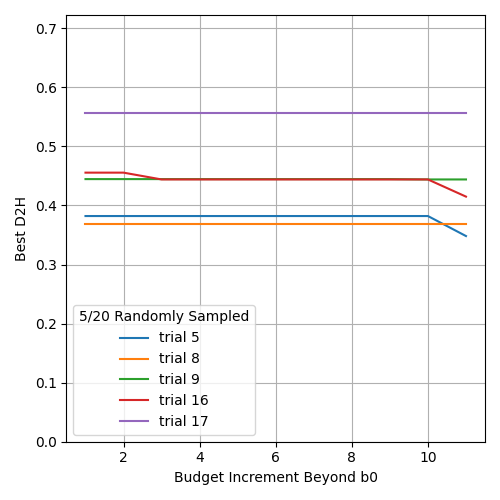 0.7
0.6
0.5
0.4
0.3
0.2
0.1
0.0
Best D2H
5/20 Randomly Sampled
trial 5
trial 8
trial 9
trial 16
trial 17
2
4
6
8
10
Budget Increment Beyond b0